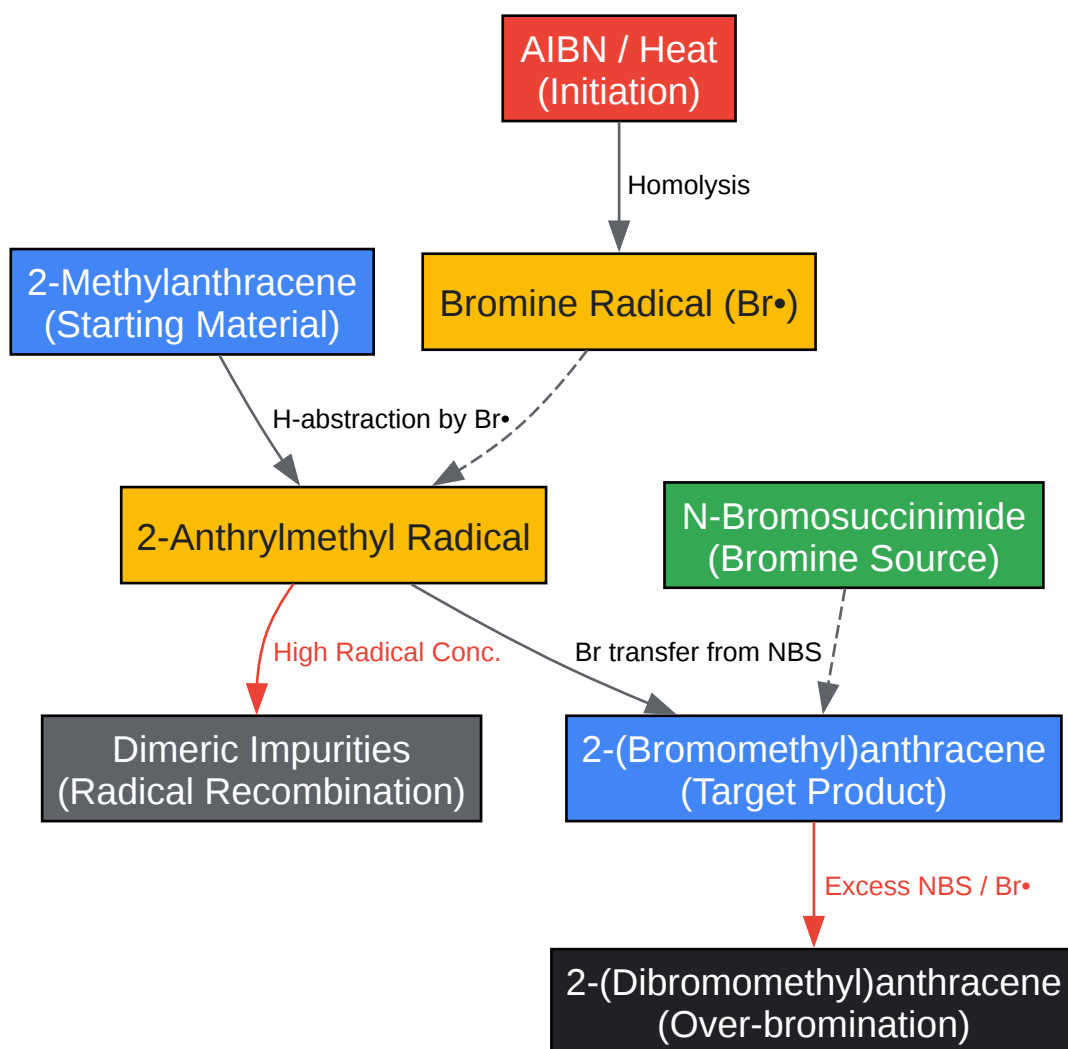 AIBN / Heat
(Initiation)
Homolysis
2-Methylanthracene
(Starting Material)
Bromine Radical (Br•)
H-abstraction by Br•
2-Anthrylmethyl Radical
N-Bromosuccinimide
(Bromine Source)
High Radical Conc.
Br transfer from NBS
Dimeric Impurities
(Radical Recombination)
2-(Bromomethyl)anthracene
(Target Product)
Excess NBS / Br•
2-(Dibromomethyl)anthracene
(Over-bromination)